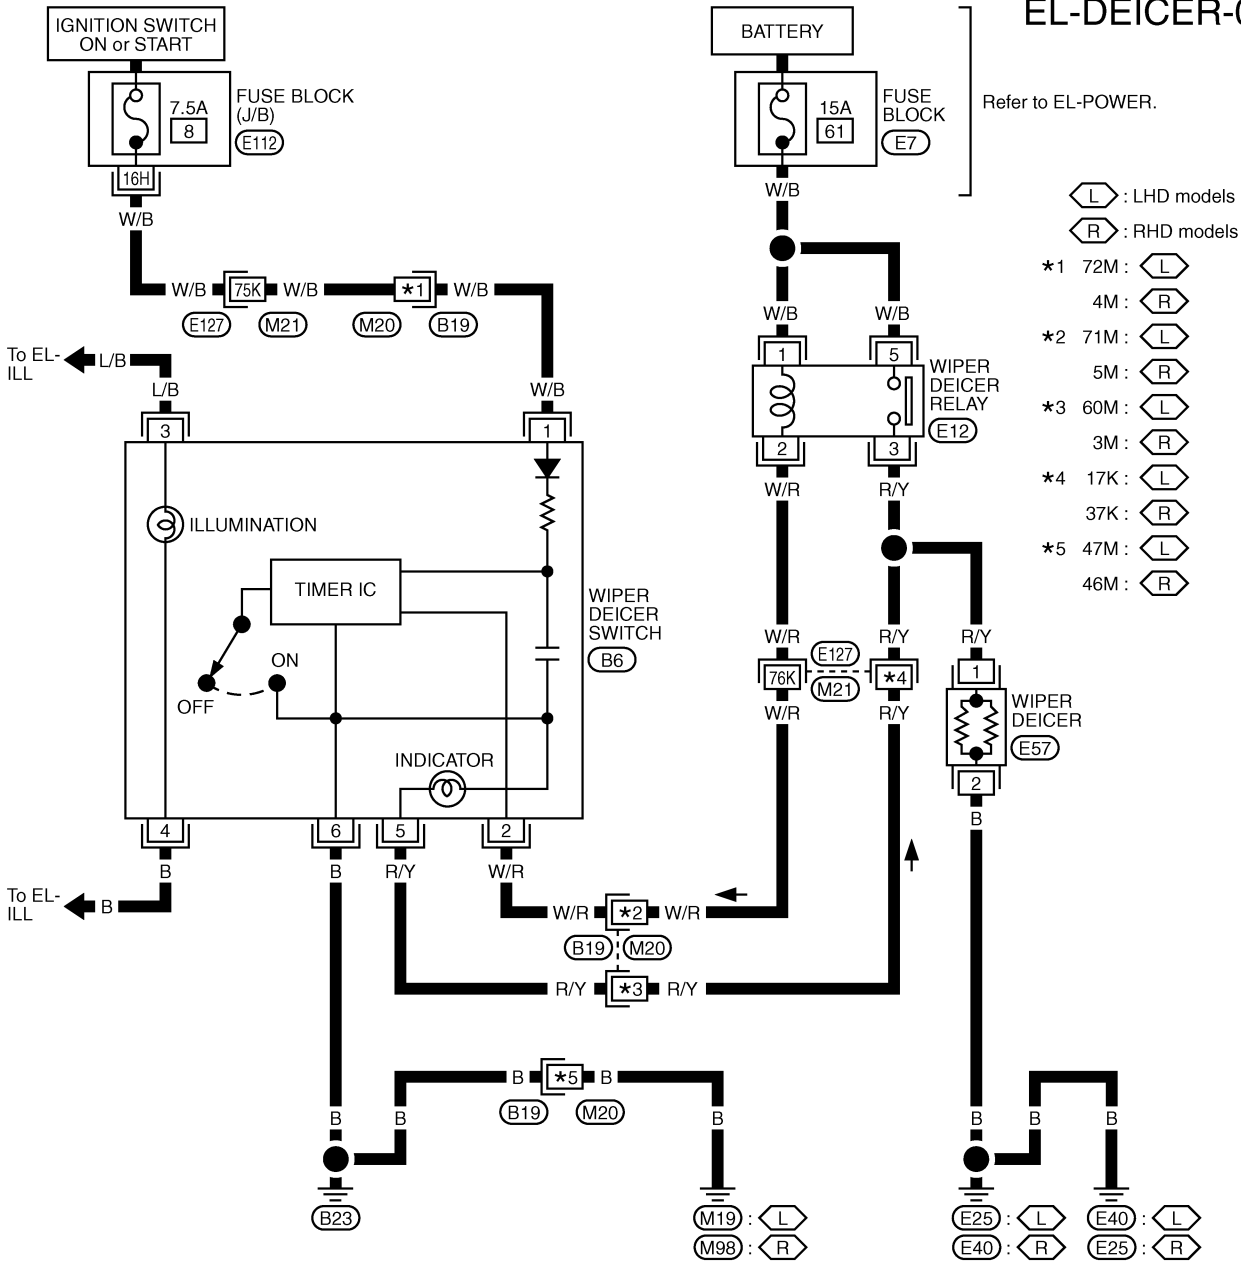 EL-DEICER-0
IGNITION SWITCH
ON or START
BATTERY
7.5A
8
FUSE BLOCK
(J/B)
E112
15A
61
FUSE
BLOCK
E7
Refer to EL-POWER.
16H
W/B
W/B
L : LHD models
R : RHD models
*1 72M : L
4M : R
*2 71M : L
5M : R
*3 60M : L
3M : R
*4 17K : L
37K : R
*5 47M : L
46M : R
W/B 75K W/B *1 W/B
E127 M21 M20 B19
W/B W/B
1 5
WIPER
DEICER
RELAY
E12
2 3
W/R R/Y
To EL-
ILL
L/B
L/B
W/B
3 1
ILLUMINATION
TIMER IC
ON
OFF
INDICATOR
WIPER
DEICER
SWITCH
B6
W/R R/Y R/Y
E127
76K *4
M21
W/R R/Y
1
WIPER
DEICER
E57
2
B
4 6 5 2
B B R/Y W/R
To EL-
ILL
B
W/R *2 W/R
B19 M20
R/Y *3 R/Y
B *5 B
B19 M20
B B B B B B
B23
M19 : L
M98 : R
E25 : L
E40 : R
E40 : L
E25 : R